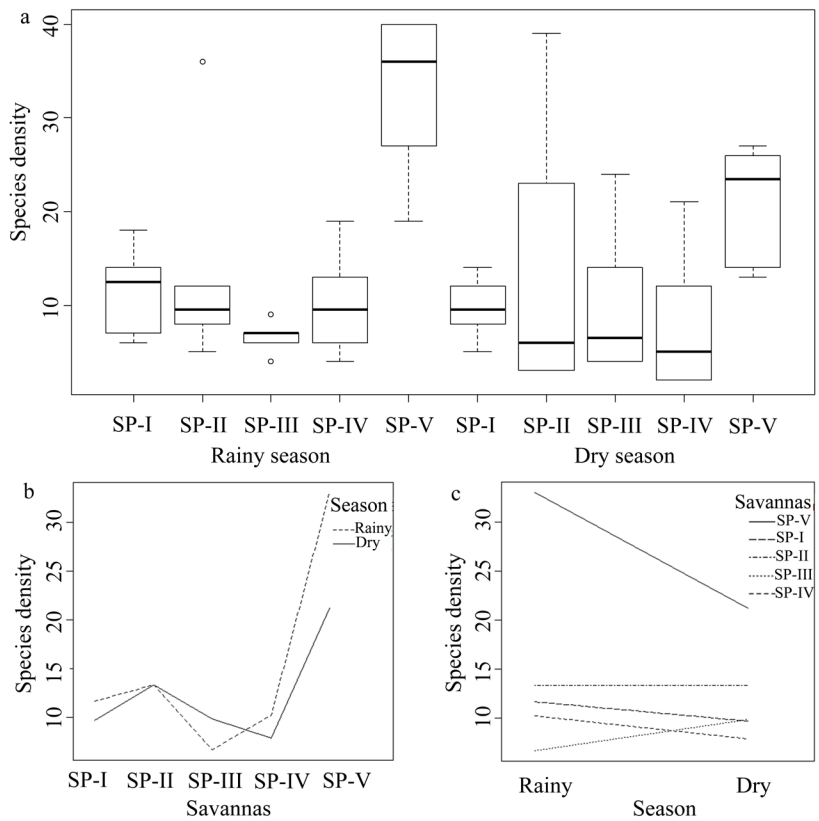 a
Species density
40
30
20
10
SP-I SP-II SP-III SP-IV SP-V SP-I SP-II SP-III SP-IV SP-V
Rainy season Dry season
b
Species density
30
25
20
15
10
Season
Rainy
Dry
SP-I SP-II SP-III SP-IV SP-V
Savannas
c
Species density
30
25
20
15
10
Savannas
SP-V
SP-I
SP-II
SP-III
SP-IV
Rainy Dry
Season